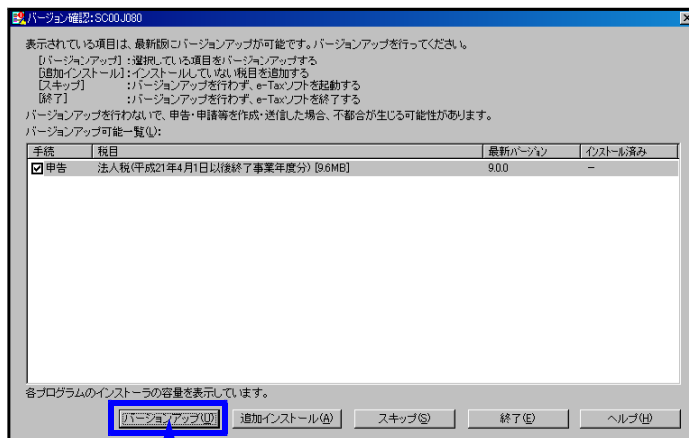 バージョン確認:SC00J080
表示されている項目は、最新版にバージョンアップが可能です。バージョンアップを行ってください。
[バージョンアップ]:選択している項目をバージョンアップする
[追加インストール]:インストールしていない税目を追加する
[スキップ] :バージョンアップを行わず、e-Taxソフトを起動する
[終了] :バージョンアップを行わず、e-Taxソフトを終了する
バージョンアップを行わないで、申告・申請等を作成・送信した場合、不都合が生じる可能性があります。
バージョンアップ可能一覧(L):
手続 税目 最新バージョン インストール済み
申告 法人税(平成21年4月1日以後終了事業年度分) [9.6MB] 9.0.0 －
各プログラムのインストーラの容量を表示しています。
バージョンアップ(U) 追加インストール(A) スキップ(S) 終了(E) ヘルプ(H)